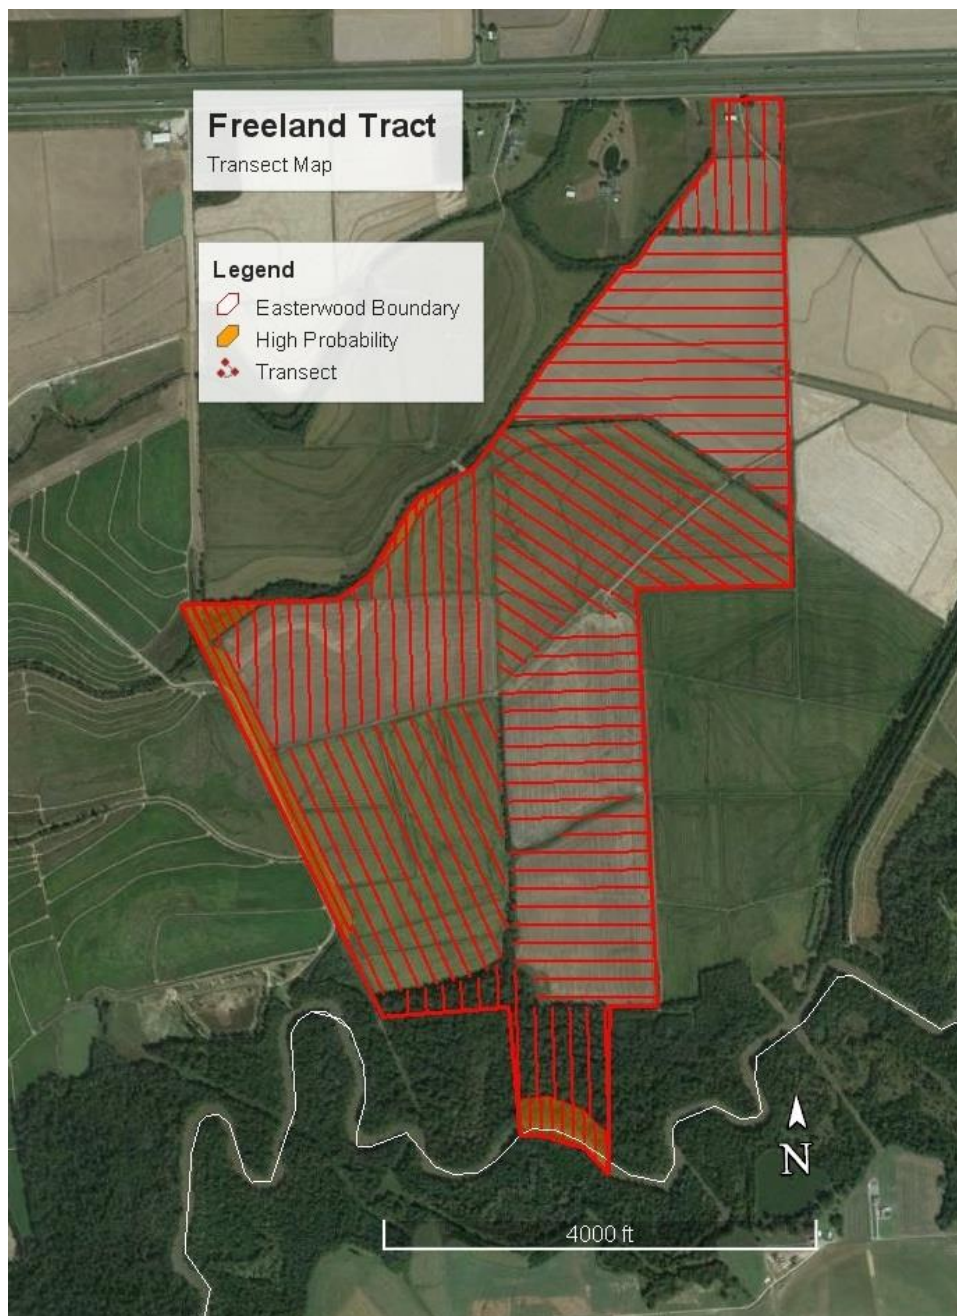 Freeland Tract
Transect Map
Legend
Easterwood Boundary
High Probability
Transect
N
4000 ft